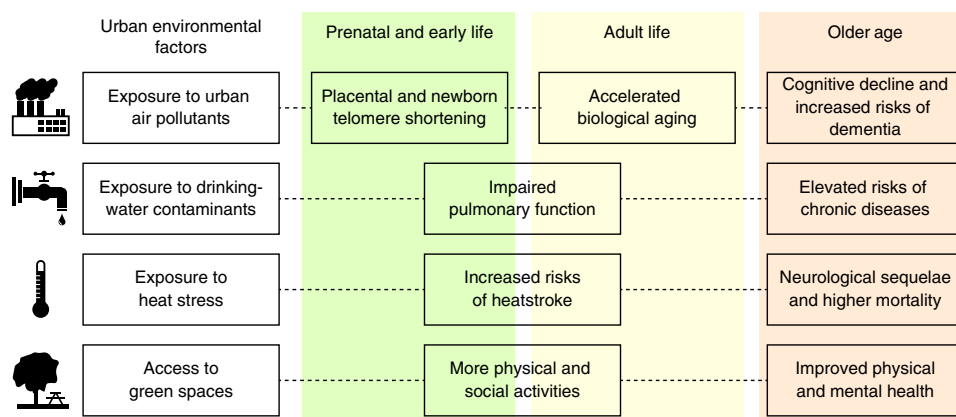 Urban environmental
factors
Prenatal and early life
Adult life
Older age
Exposure to urban
air pollutants
Placental and newborn
telomere shortening
Accelerated
biological aging
Cognitive decline and
increased risks of
dementia
Exposure to drinking-
water contaminants
Impaired
pulmonary function
Elevated risks of
chronic diseases
Exposure to
heat stress
Increased risks
of heatstroke
Neurological sequelae
and higher mortality
Access to
green spaces
More physical and
social activities
Improved physical
and mental health